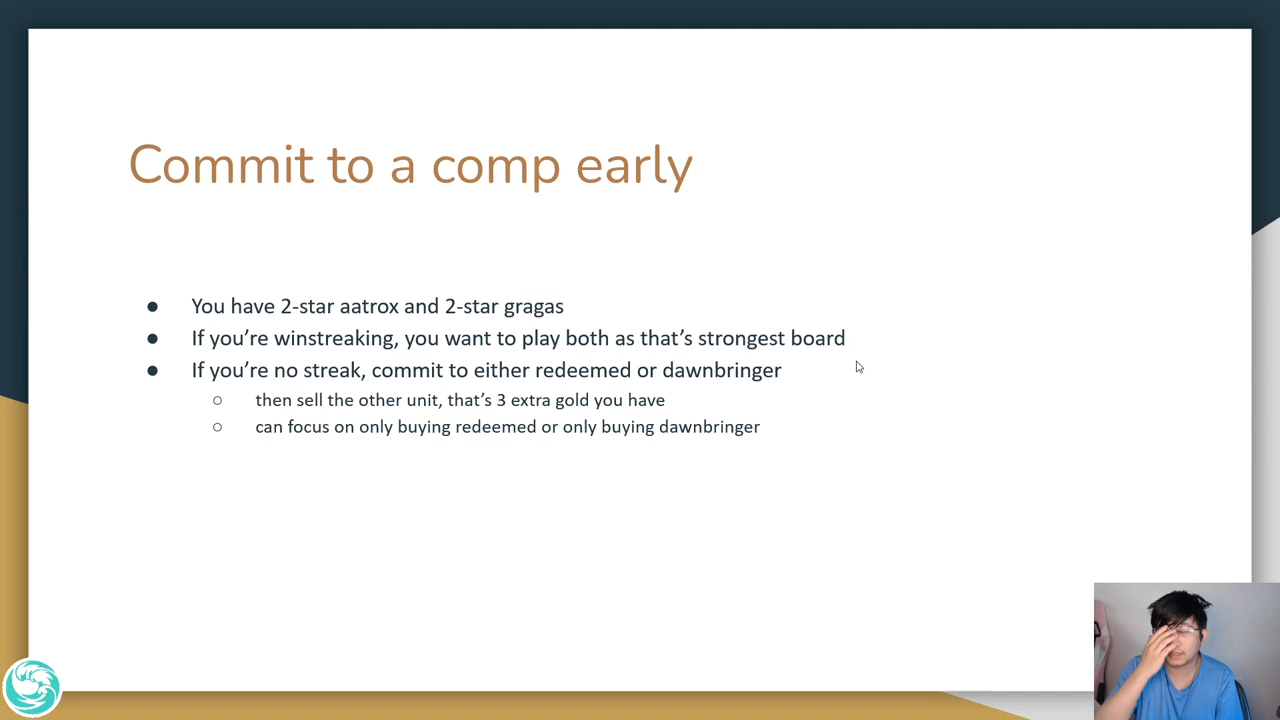 Commit to a comp early
● You have 2-star aatrox and 2-star gragas
● If you’re winstreaking, you want to play both as that’s strongest board
● If you’re no streak, commit to either redeemed or dawnbringer
○ then sell the other unit, that’s 3 extra gold you have
○ can focus on only buying redeemed or only buying dawnbringer